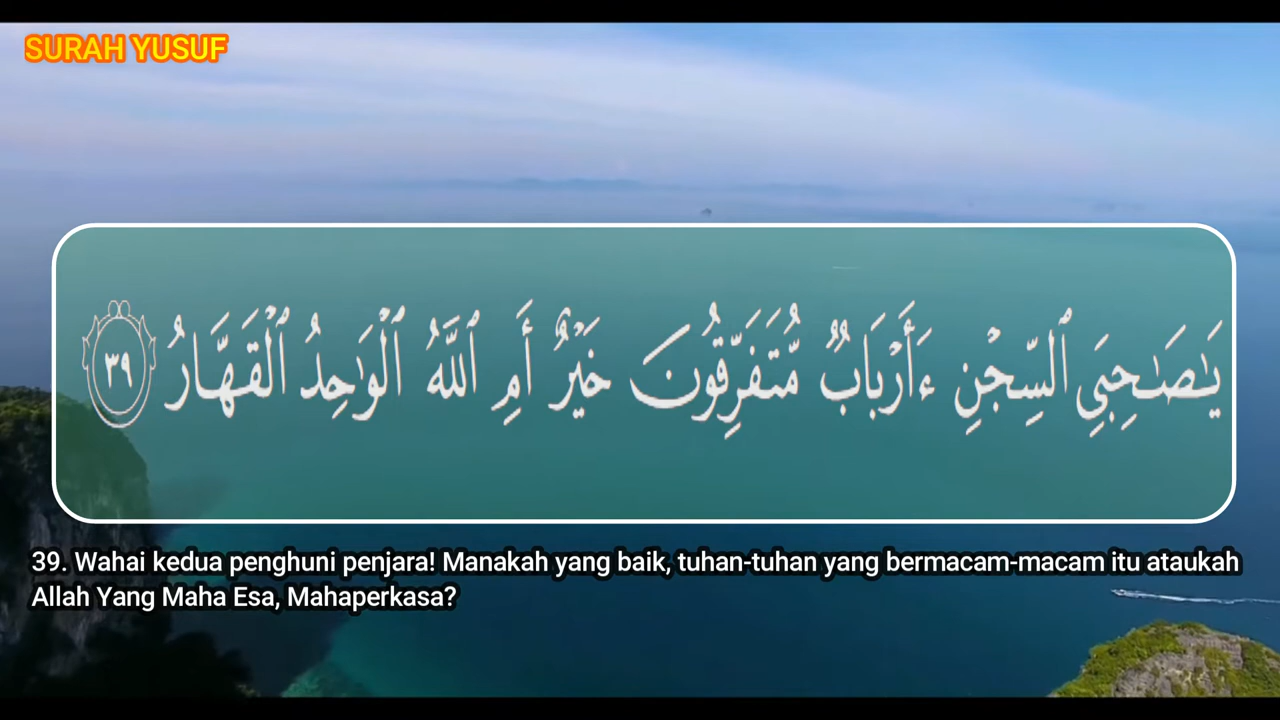 SURAH YUSUF
يَٰصَٰحِبَيِ ٱلسِّجْنِ ءَأَرْبَابٌ مُّتَفَرِّقُونَ خَيْرٌ أَمِ ٱللَّهُ ٱلْوَٰحِدُ ٱلْقَهَّارُ ٣٩
39. Wahai kedua penghuni penjara! Manakah yang baik, tuhan-tuhan yang bermacam-macam itu ataukah
Allah Yang Maha Esa, Mahaperkasa?